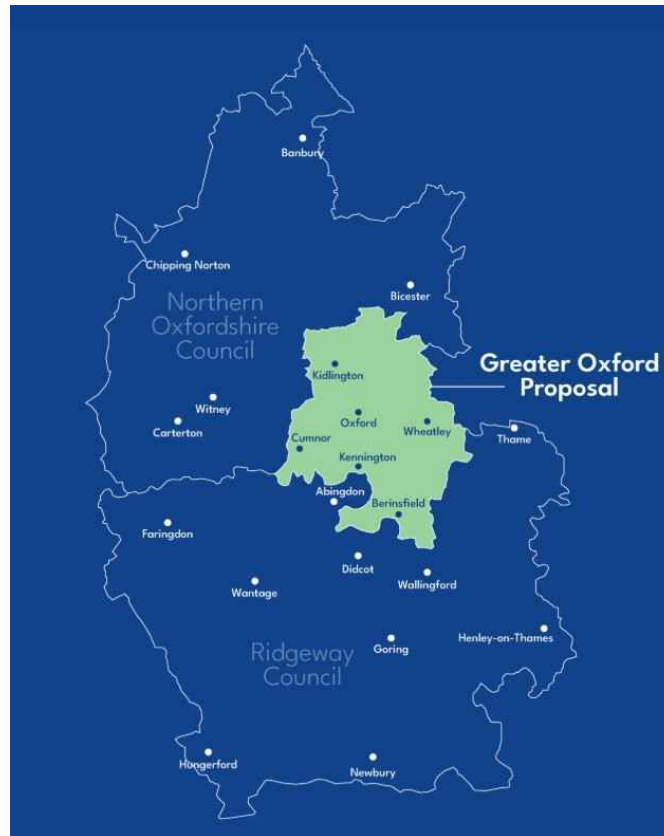 Banbury
Chipping Norton
Northern
Oxfordshire
Council
Bicester
Greater Oxford
Proposal
Kidlington
Witney
Carterton
Oxford
Wheatley
Thame
Cumnor
Kennington
Abingdon
Berinsfield
Faringdon
Didcot
Wallingford
Wantage
Henley-on-Thames
Goring
Ridgeway
Council
Hungerford
Newbury